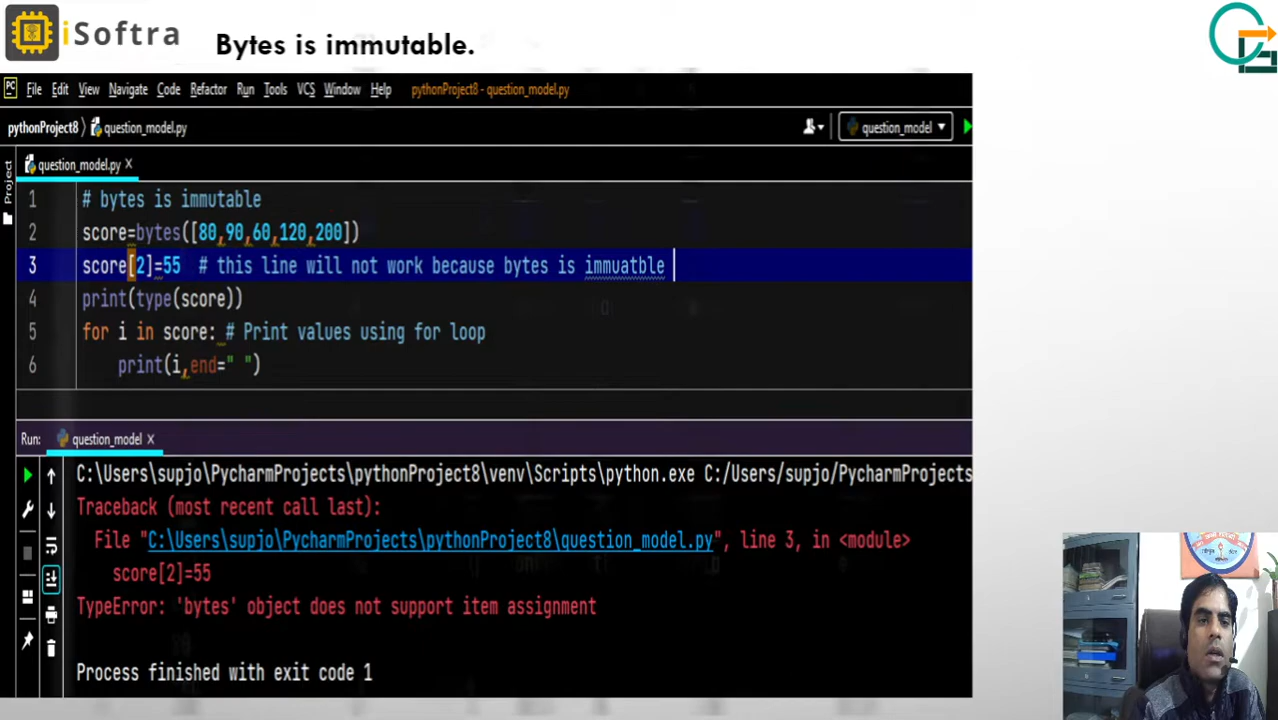 iSoftra
Bytes is immutable.
PC File Edit View Navigate Code Refactor Run Tools VCS Window Help pythonProject8 - question_model.py
pythonProject8 〉 question_model.py
question_model
question_model.py ×
Project
1 # bytes is immutable
2 score=bytes([80,90,60,120,200])
3 score[2]=55 # this line will not work because bytes is immuatble
4 print(type(score))
5 for i in score: # Print values using for loop
6 print(i,end=" ")
Run: question_model ×
C:\Users\supjo\PycharmProjects\pythonProject8\venv\Scripts\python.exe C:/Users/supjo/PycharmProjects
Traceback (most recent call last):
File "C:\Users\supjo\PycharmProjects\pythonProject8\question_model.py", line 3, in <module>
score[2]=55
TypeError: 'bytes' object does not support item assignment
Process finished with exit code 1